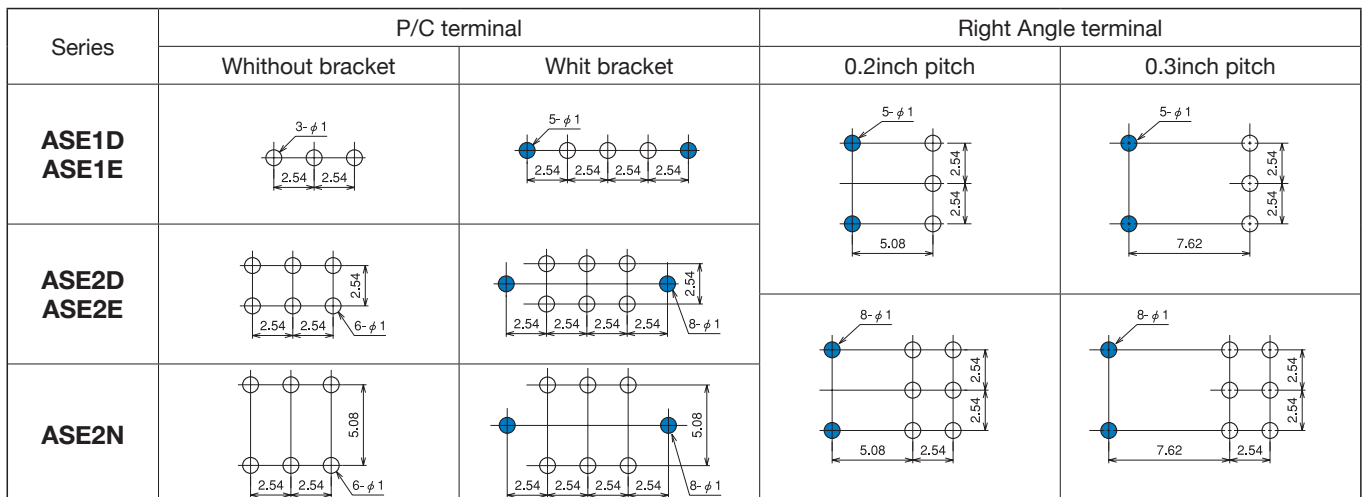 Series
P/C terminal
Right Angle terminal
Whithout bracket
Whit bracket
0.2inch pitch
0.3inch pitch
ASE1D
ASE1E
3-φ1
2.54 2.54
5-φ1
2.54 2.54 2.54 2.54
5-φ1
2.54
2.54
5.08
5-φ1
2.54
2.54
7.62
ASE2D
ASE2E
2.54
2.54 2.54 6-φ1
2.54
2.54 2.54 2.54 2.54 8-φ1
8-φ1
2.54
2.54
5.08 2.54
8-φ1
2.54
2.54
7.62 2.54
ASE2N
5.08
2.54 2.54 6-φ1
5.08
2.54 2.54 2.54 2.54 8-φ1